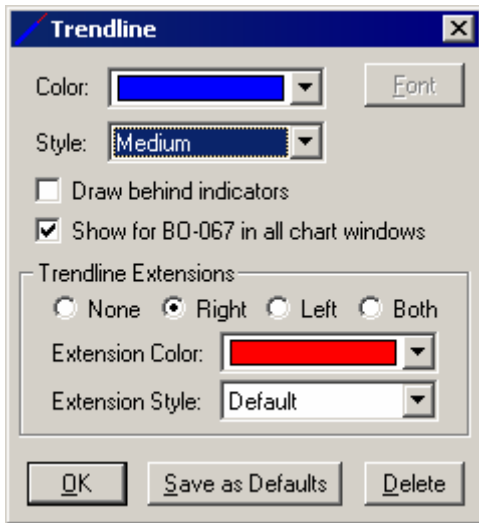 Trendline
Color: Font
Style: Medium
Draw behind indicators
Show for BO-067 in all chart windows
Trendline Extensions
None Right Left Both
Extension Color:
Extension Style: Default
OK Save as Defaults Delete